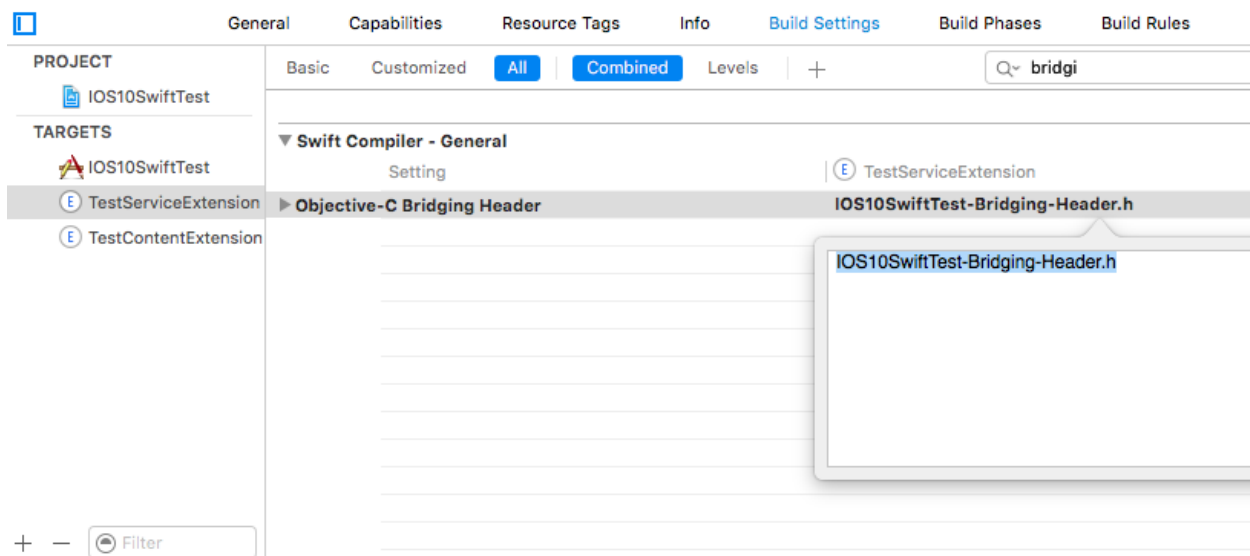 General Capabilities Resource Tags Info Build Settings Build Phases Build Rules
PROJECT
IOS10SwiftTest
TARGETS
IOS10SwiftTest
E TestServiceExtension
E TestContentExtension
Basic Customized All Combined Levels + bridgi
Swift Compiler - General
Setting E TestServiceExtension
Objective-C Bridging Header IOS10SwiftTest-Bridging-Header.h
IOS10SwiftTest-Bridging-Header.h
+ — Filter